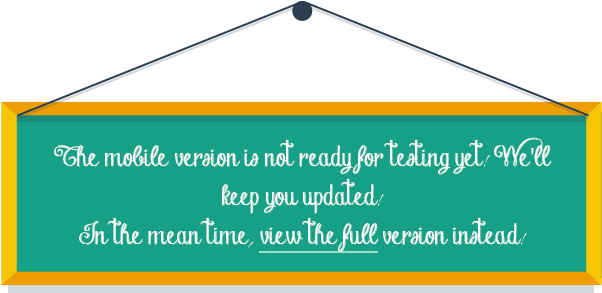 The mobile version is not ready for testing yet! We'll
keep you updated!
In the mean time, view the full version instead!